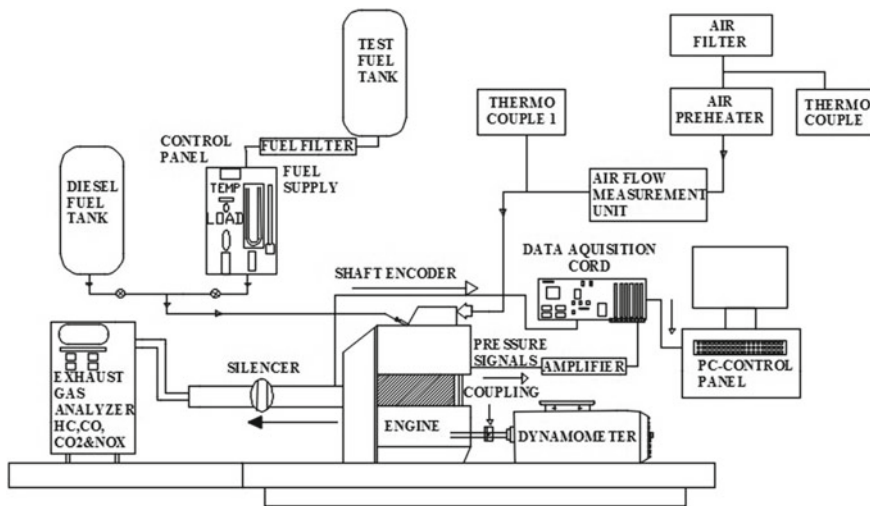 TEST
FUEL
TANK
AIR
FILTER
THERMO
COUPLE 1
AIR
PREHEATER
THERMO
COUPLE
CONTROL
PANEL
FUEL FILTER
FUEL
SUPPLY
DIESEL
FUEL
TANK
TEMP
LOAD
AIR FLOW
MEASUREMENT
UNIT
SHAFT ENCODER
DATA AQUISITION
CORD
PRESSURE
SIGNALS
AMPLIFIER
PC-CONTROL
PANEL
SILENCER
COUPLING
EXHAUST
GAS
ANALYZER
HC,CO,
CO2&NOX
ENGINE
DYNAMOMETER